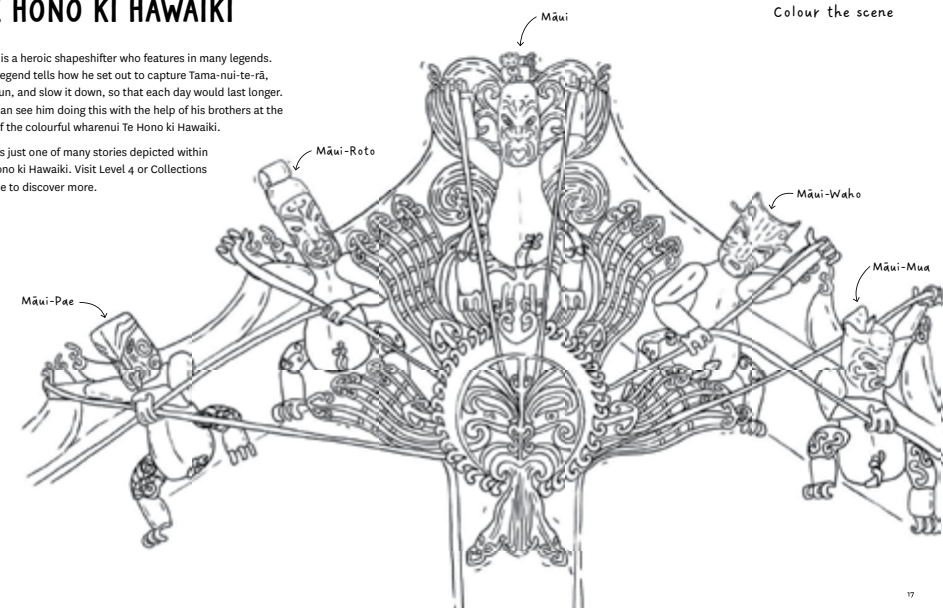 HONO KI HAWAIKI
Colour the scene
is a heroic shapeshifter who features in many legends.
egend tells how he set out to capture Tama-nui-te-rā,
un, and slow it down, so that each day would last longer.
an see him doing this with the help of his brothers at the
f the colourful wharenui Te Hono ki Hawaiki.
s just one of many stories depicted within
ono ki Hawaiki. Visit Level 4 or Collections
e to discover more.
Māui
Māui-Roto
Māui-Waho
Māui-Mua
Māui-Pae
17